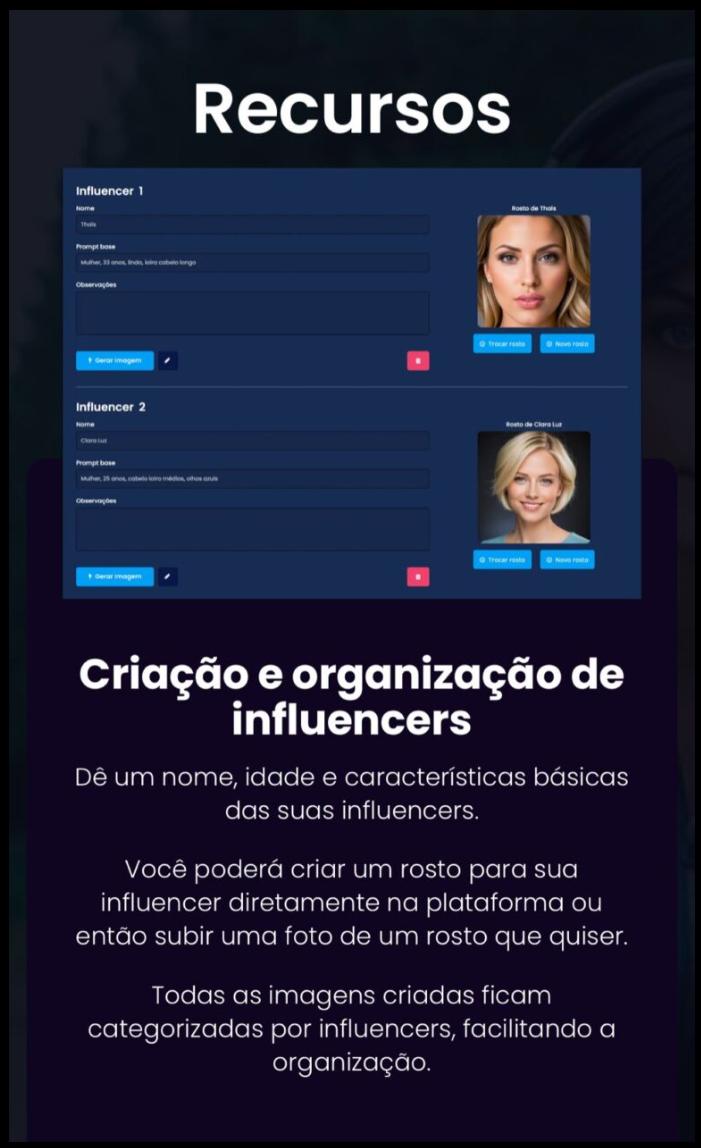 Recursos
Influencer 1
Nome
Thaís
Prompt base
Mulher, 33 anos, linda, loira cabelo longo
Observações
Gerar imagem
Rosto de Thaís
Trocar rosto
Novo rosto
Influencer 2
Nome
Clara Luz
Prompt base
Mulher, 25 anos, cabelo loiro médios, olhos azuis
Observações
Gerar imagem
Rosto de Clara Luz
Trocar rosto
Novo rosto
Criação e organização de
influencers
Dê um nome, idade e características básicas
das suas influencers.
Você poderá criar um rosto para sua
influencer diretamente na plataforma ou
então subir uma foto de um rosto que quiser.
Todas as imagens criadas ficam
categorizadas por influencers, facilitando a
organização.